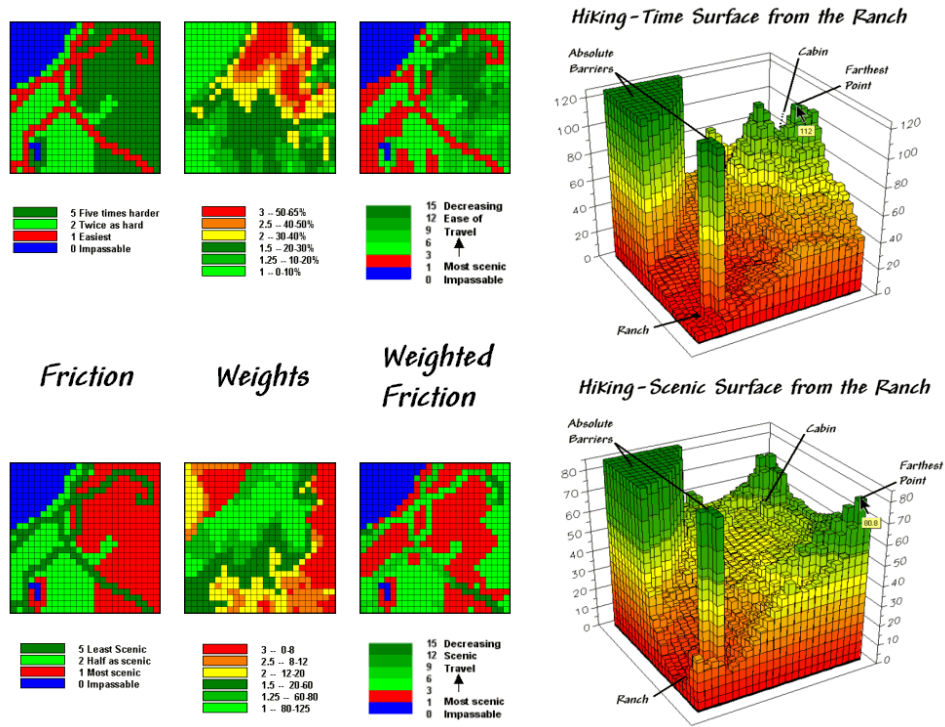 Hiking-Time Surface from the Ranch
Absolute
Barriers
Cabin
Farthest
Point
112
120
100
80
60
40
20
0
120
100
80
60
40
20
0
Ranch
5 Five times harder
2 Twice as hard
1 Easiest
0 Impassable
3 -- 50-65%
2.5 -- 40-50%
2 -- 30-40%
1.5 -- 20-30%
1.25 -- 10-20%
1 -- 0-10%
15 Decreasing
12 Ease of
9 Travel
6
3
1 Most scenic
0 Impassable
Friction
Weights
Weighted
Friction
Hiking-Scenic Surface from the Ranch
Absolute
Barriers
Cabin
Farthest
Point
80.8
80
70
60
50
40
30
20
10
0
80
70
60
50
40
30
20
10
0
Ranch
5 Least Scenic
2 Half as scenic
1 Most scenic
0 Impassable
3 -- 0-8
2.5 -- 8-12
2 -- 12-20
1.5 -- 20-60
1.25 -- 60-80
1 -- 80-125
15 Decreasing
12 Scenic
9 Travel
6
3
1 Most scenic
0 Impassable